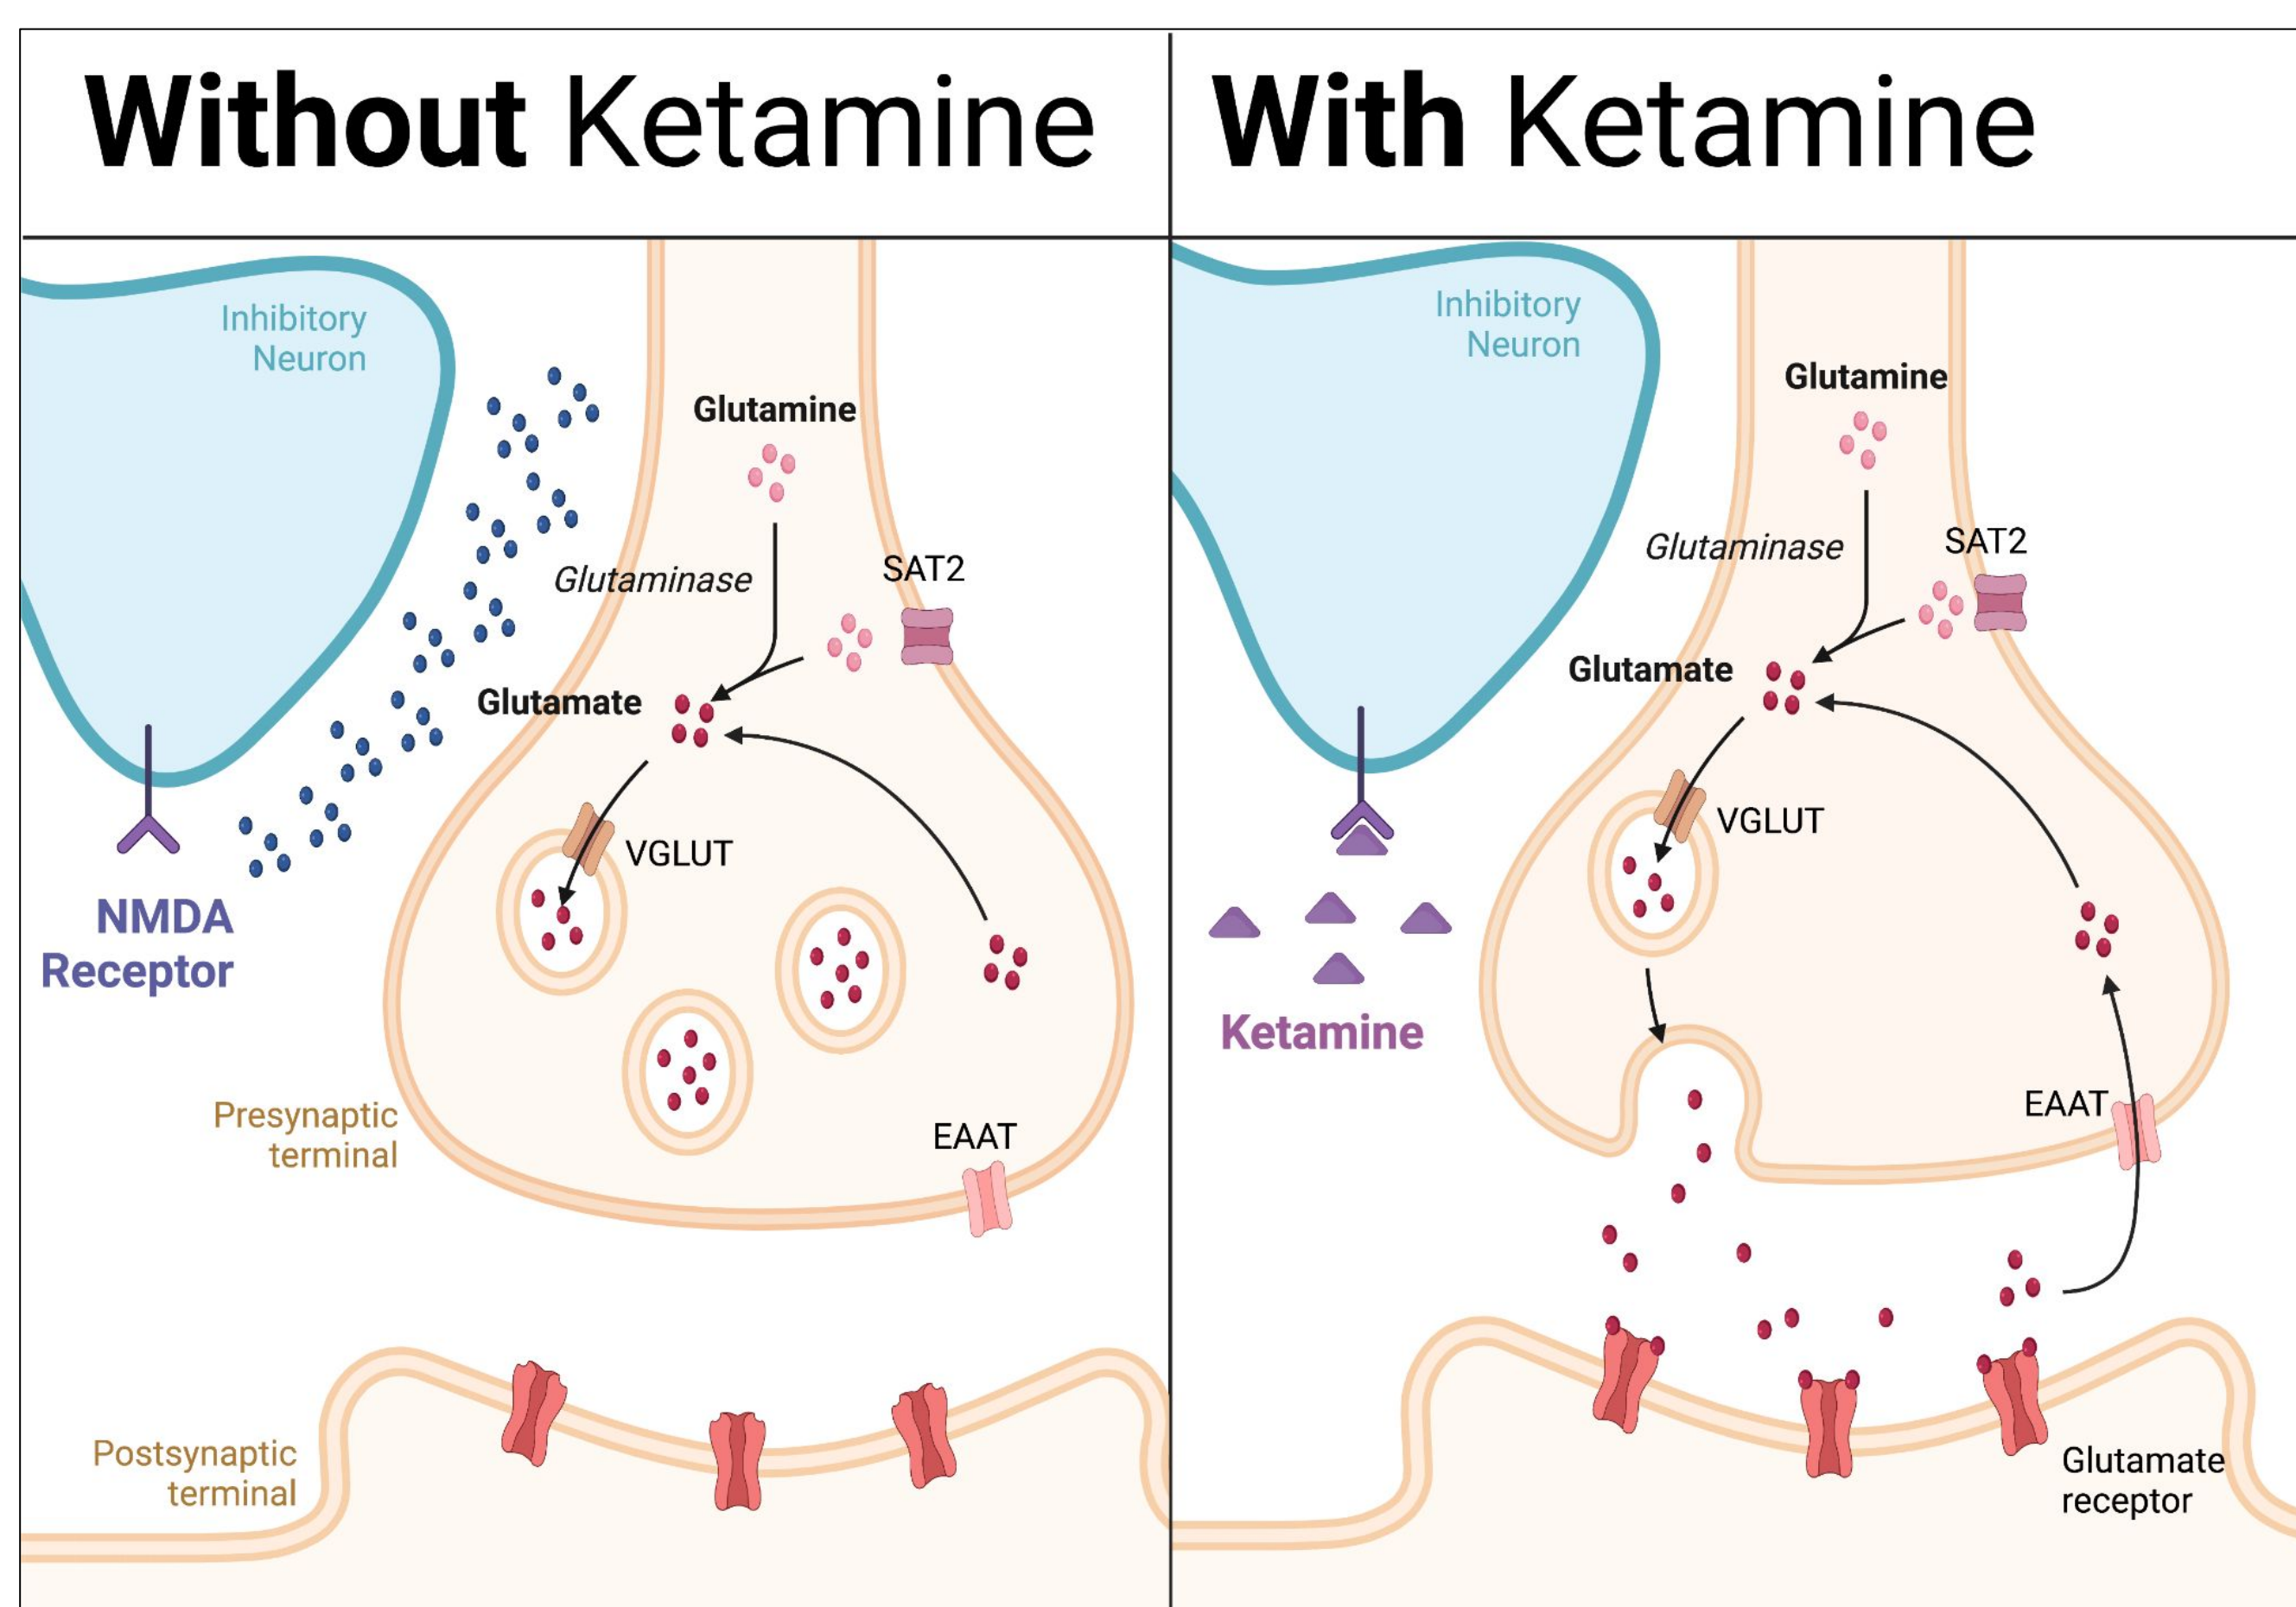 Without Ketamine
With Ketamine
Inhibitory
Neuron
Glutamine
Glutaminase
SAT2
Glutamate
VGLUT
NMDA
Receptor
Presynaptic
terminal
EAAT
Postsynaptic
terminal
Inhibitory
Neuron
Glutamine
Glutaminase
SAT2
Glutamate
VGLUT
Ketamine
EAAT
Glutamate
receptor